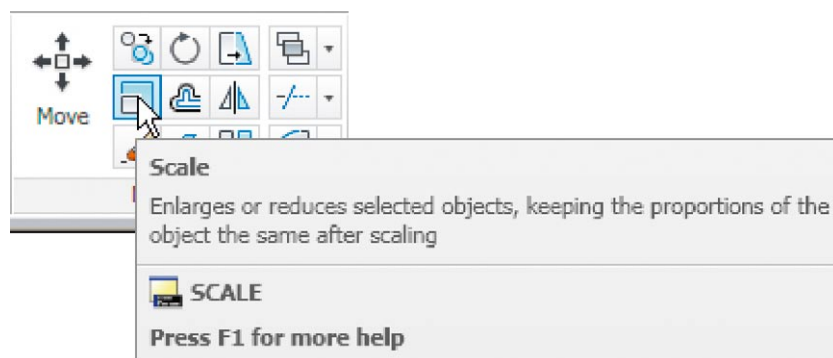 Move
Scale
Enlarges or reduces selected objects, keeping the proportions of the
object the same after scaling
SCALE
Press F1 for more help